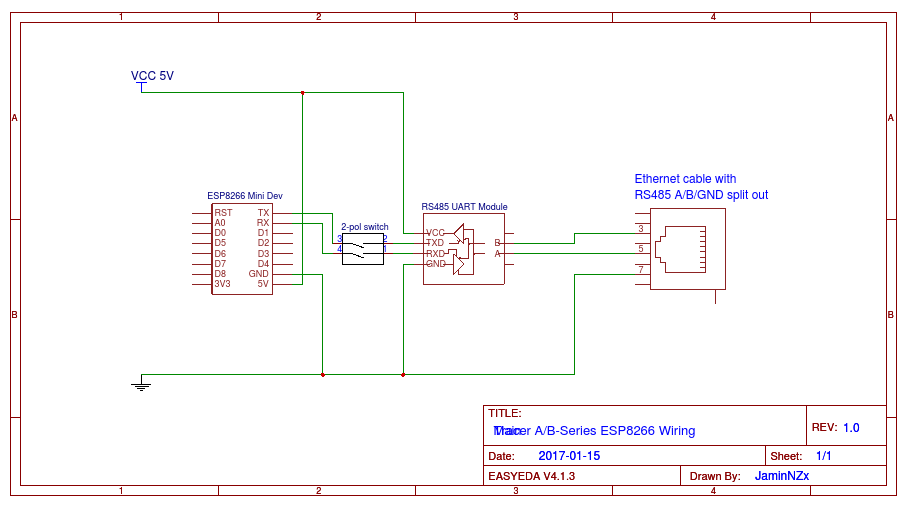 1 2 3 4
VCC 5V
A A
Ethernet cable with
RS485 A/B/GND split out
ESP8266 Mini Dev
RS485 UART Module
RST TX
A0 RX
D0 D1
D5 D2
D6 D3
D7 D4
D8 GND
3V3 5V
2-pol switch
3 2
4 1
VCC
TXD B
RXD A
GND
3
5
7
B B
TITLE:
Tracer A/B-Series ESP8266 Wiring
REV: 1.0
Date: 2017-01-15
Sheet: 1/1
EASYEDA V4.1.3
Drawn By: JaminNZx
1 2 3 4